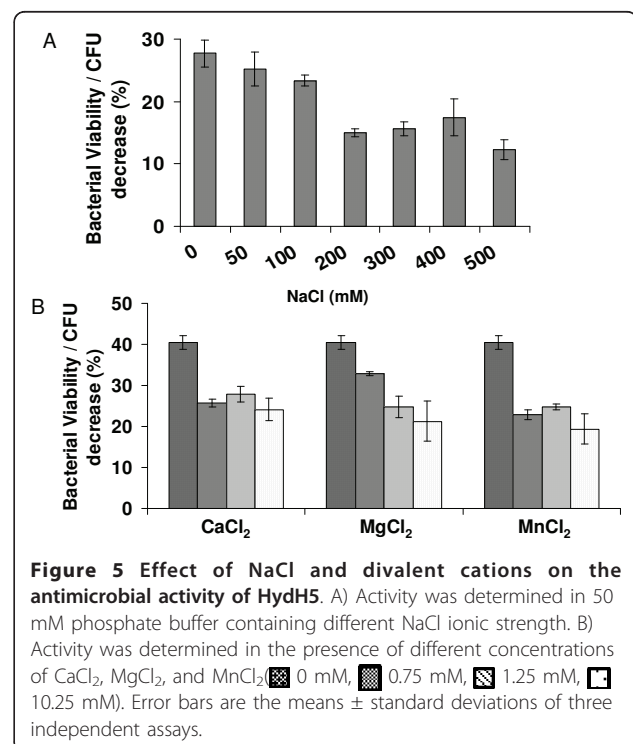 A
Bacterial Viability / CFU
decrease (%)
30
20
10
0
0 50 100 200 300 400 500
NaCl (mM)
B
Bacterial Viability / CFU
decrease (%)
50
40
30
20
10
0
CaCl₂ MgCl₂ MnCl₂
Figure 5 Effect of NaCl and divalent cations on the
antimicrobial activity of HydH5. A) Activity was determined in 50
mM phosphate buffer containing different NaCl ionic strength. B)
Activity was determined in the presence of different concentrations
of CaCl₂, MgCl₂, and MnCl₂( 0 mM, 0.75 mM, 1.25 mM,
10.25 mM). Error bars are the means ± standard deviations of three
independent assays.